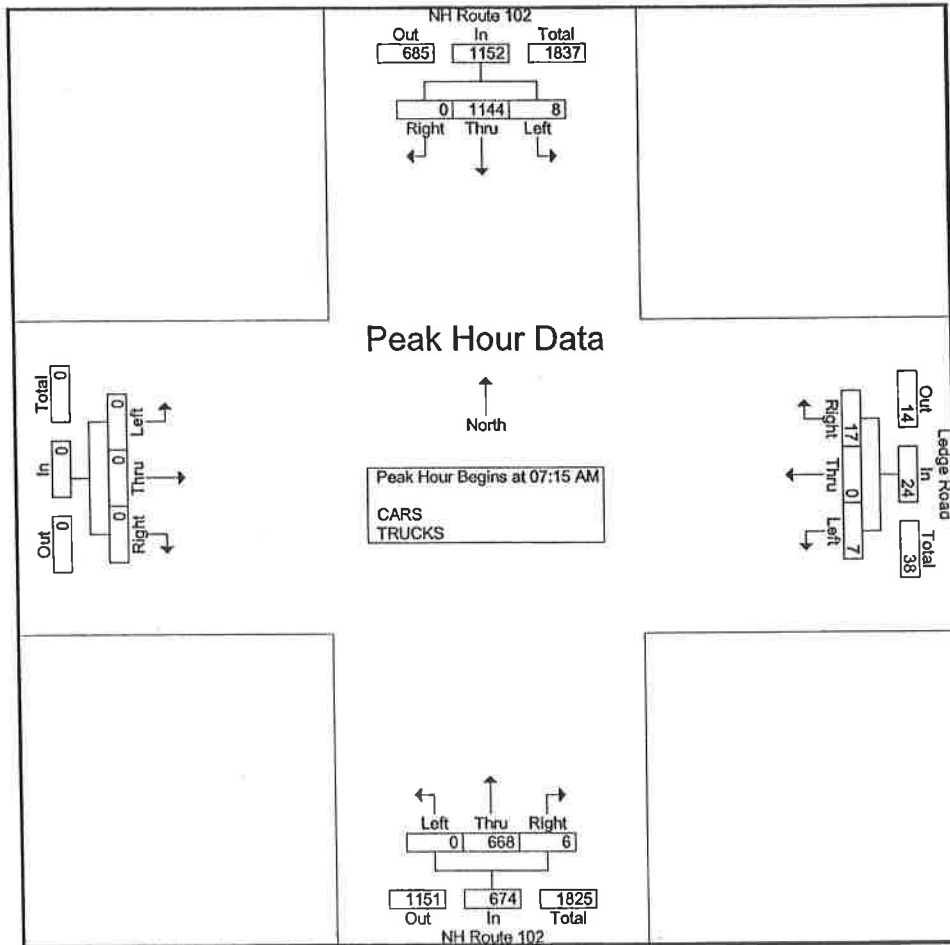 NH Route 102
Out In Total
685 1152 1837
0 1144 8
Right Thru Left
Peak Hour Data
North
Peak Hour Begins at 07:15 AM
CARS
TRUCKS
Left Thru Right
0 0 0
Total In Out
0 0 0
Ledge Road
Out In Total
14 24 38
Right Thru Left
17 0 7
Left Thru Right
0 668 6
1151 674 1825
Out In Total
NH Route 102